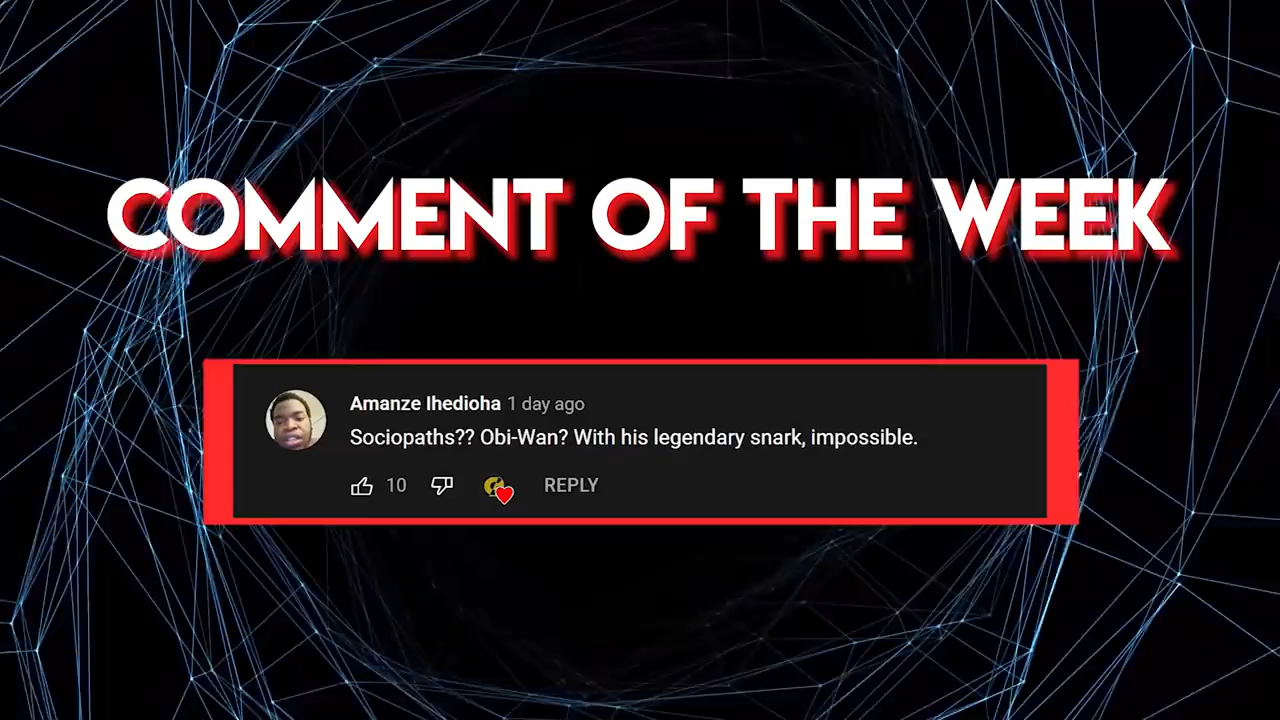 COMMENT OF THE WEEK
Amanze Ihedioha 1 day ago
Sociopaths?? Obi-Wan? With his legendary snark, impossible.
10 REPLY